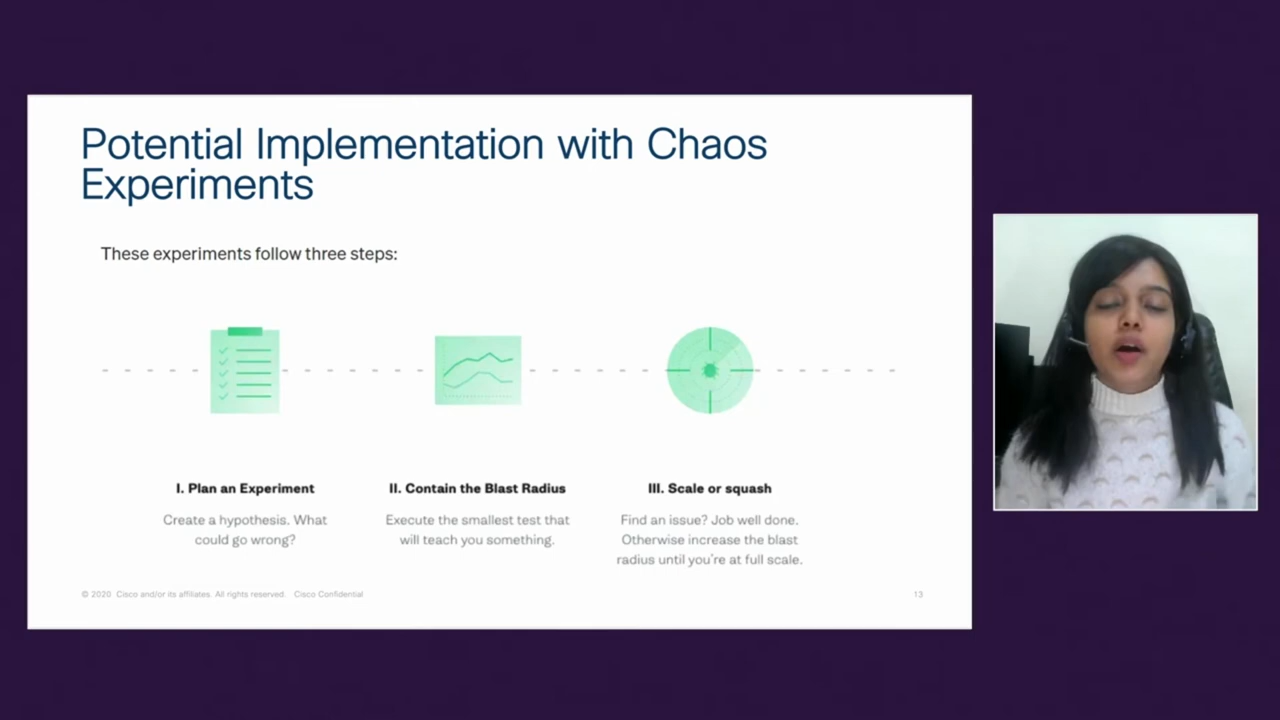 Potential Implementation with Chaos
Experiments
These experiments follow three steps:
I. Plan an Experiment
Create a hypothesis. What
could go wrong?
II. Contain the Blast Radius
Execute the smallest test that
will teach you something.
III. Scale or squash
Find an issue? Job well done.
Otherwise increase the blast
radius until you're at full scale.
© 2020 Cisco and/or its affiliates. All rights reserved. Cisco Confidential
13